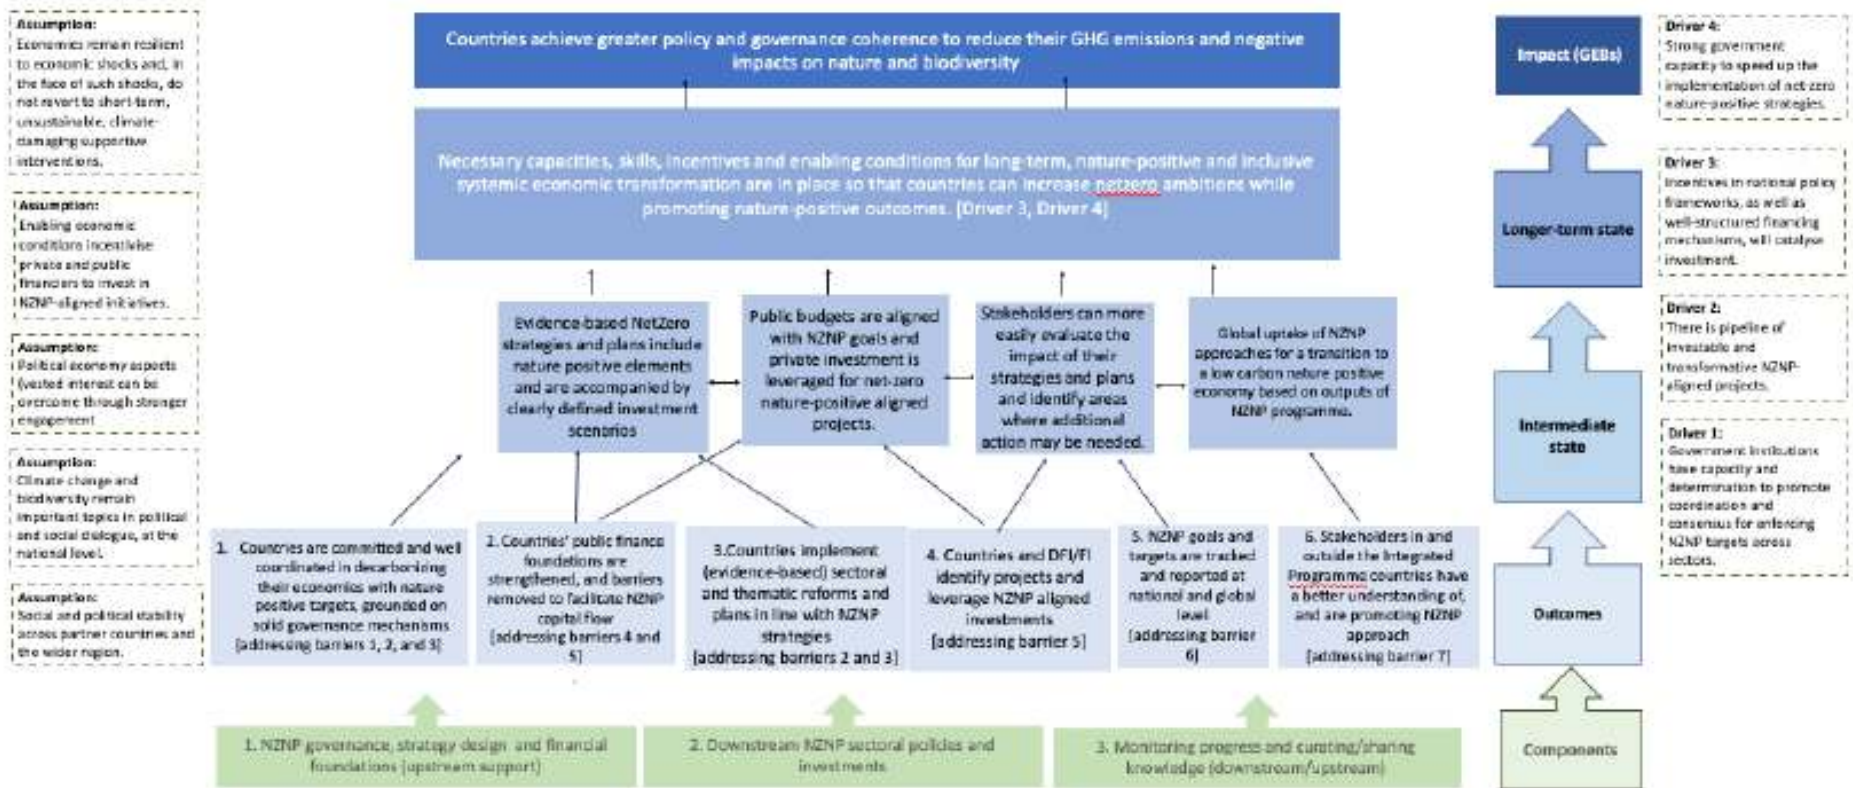 Assumption:
Economies remain resilient
to economic shocks and, in
the face of such shocks, do
not revert to short-term,
unsustainable, climate-
damaging supportive
interventions.
Assumption:
Enabling economic
conditions incentivise
private and public
financiers to invest in
NZNP-aligned initiatives.
Assumption:
Political economy aspects
(vested interest can be
overcome through stronger
engagement
Assumption:
Climate change and
biodiversity remain
important topics in political
and social dialogue, at the
national level.
Assumption:
Social and political stability
across partner countries and
the wider region.
Countries achieve greater policy and governance coherence to reduce their GHG emissions and negative
impacts on nature and biodiversity
Necessary capacities, skills, incentives and enabling conditions for long-term, nature-positive and inclusive
systemic economic transformation are in place so that countries can increase netzero ambitions while
promoting nature-positive outcomes. [Driver 3, Driver 4]
Evidence-based NetZero
strategies and plans include
nature positive elements
and are accompanied by
clearly defined investment
scenarios
Public budgets are aligned
with NZNP goals and
private investment is
leveraged for net-zero
nature-positive aligned
projects.
Stakeholders can more
easily evaluate the
impact of their
strategies and plans
and identify areas
where additional
action may be needed.
Global uptake of NZNP
approaches for a transition to
a low carbon nature positive
economy based on outputs of
NZNP programme.
1. Countries are committed and well
coordinated in decarbonizing
their economies with nature
positive targets, grounded on
solid governance mechanisms
[addressing barriers 1, 2, and 3]
2. Countries' public finance
foundations are
strengthened, and barriers
removed to facilitate NZNP
capital flow
[addressing barriers 4 and
5]
3.Countries implement
(evidence-based) sectoral
and thematic reforms and
plans in line with NZNP
strategies
[addressing barriers 2 and 3]
4. Countries and DFI/FI
identify projects and
leverage NZNP aligned
investments
[addressing barrier 5]
5. NZNP goals and
targets are tracked
and reported at
national and global
level
[addressing barrier
6]
6. Stakeholders in and
outside the Integrated
Programme countries have
a better understanding of,
and are promoting NZNP
approach
[addressing barrier 7]
1. NZNP governance, strategy design and financial
foundations (upstream support)
2. Downstream NZNP sectoral policies and
investments
3. Monitoring progress and curating/sharing
knowledge (downstream/upstream)
Impact (GEBs)
Longer-term state
Intermediate
state
Outcomes
Components
Driver 4:
Strong government
capacity to speed up the
implementation of net-zero
nature-positive strategies.
Driver 3:
Incentives in national policy
frameworks, as well as
well-structured financing
mechanisms, will catalyse
investment.
Driver 2:
There is pipeline of
investable and
transformative NZNP-
aligned projects.
Driver 1:
Government institutions
have capacity and
determination to promote
coordination and
consensus for enforcing
NZNP targets across
sectors.